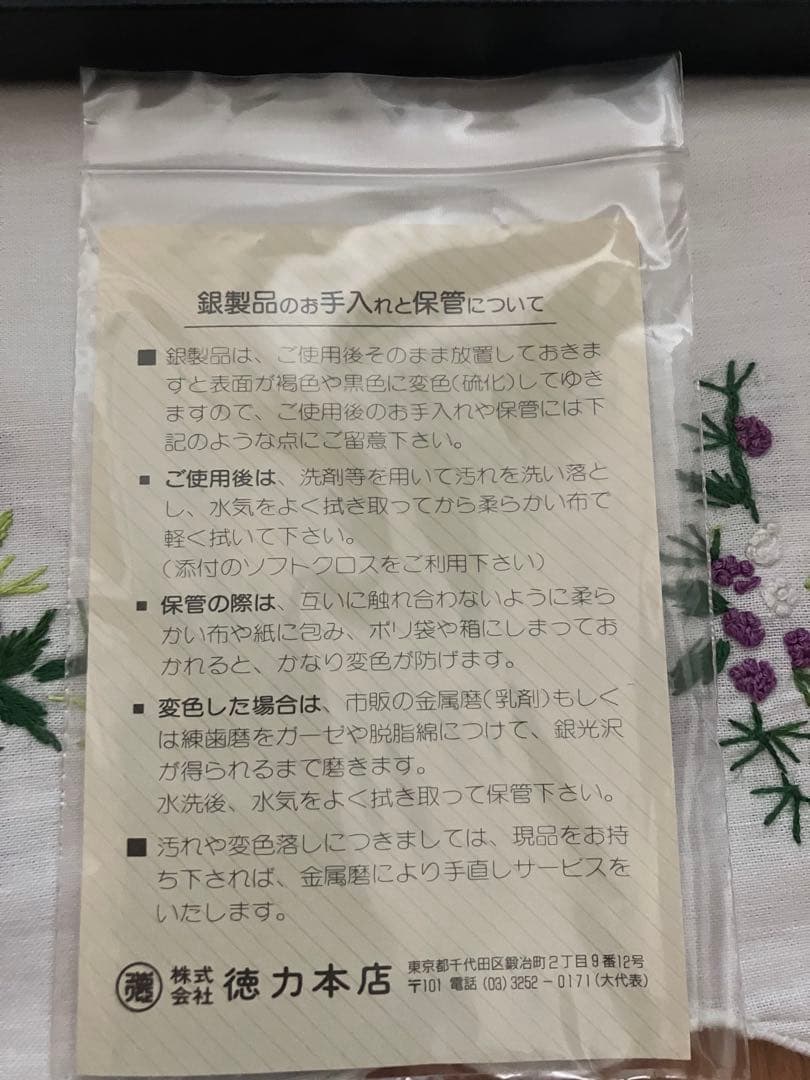 銀製品のお手入れと保管について
■ 銀製品は、ご使用後そのまま放置しておきま
すと表面が褐色や黒色に変色(硫化)してゆき
ますので、ご使用後のお手入れや保管には下
記のような点にご留意下さい。
■ ご使用後は、洗剤等を用いて汚れを洗い落と
し、水気をよく拭き取ってから柔らかい布で
軽く拭いて下さい。
(添付のソフトクロスをご利用下さい)
■ 保管の際は、互いに触れ合わないように柔ら
かい布や紙に包み、ポリ袋や箱にしまってお
かれると、かなり変色が防げます。
■ 変色した場合は、市販の金属磨(乳剤)もしく
は練歯磨をガーゼや脱脂綿につけて、銀光沢
が得られるまで磨きます。
水洗後、水気をよく拭き取って保管下さい。
■ 汚れや変色落しにつきましては、現品をお持
ち下されば、金属磨により手直しサービスを
いたします。
株式会社 徳力本店
東京都千代田区鍛冶町2丁目9番12号
〒101 電話 (03)3252-0171(大代表)